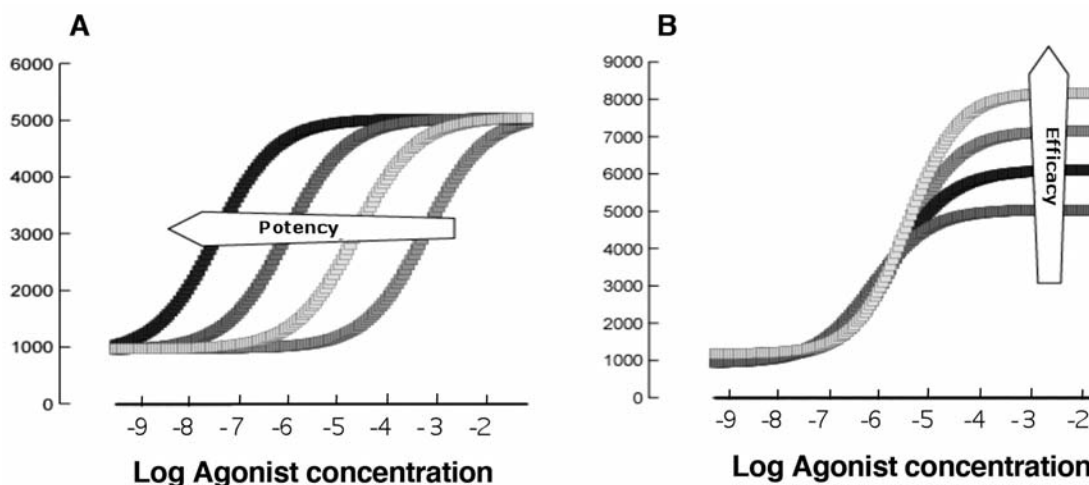 A
6000
5000
4000
3000
2000
1000
0
Potency
-9 -8 -7 -6 -5 -4 -3 -2
Log Agonist concentration
B
9000
8000
7000
6000
5000
4000
3000
2000
1000
0
Efficacy
-9 -8 -7 -6 -5 -4 -3 -2
Log Agonist concentration